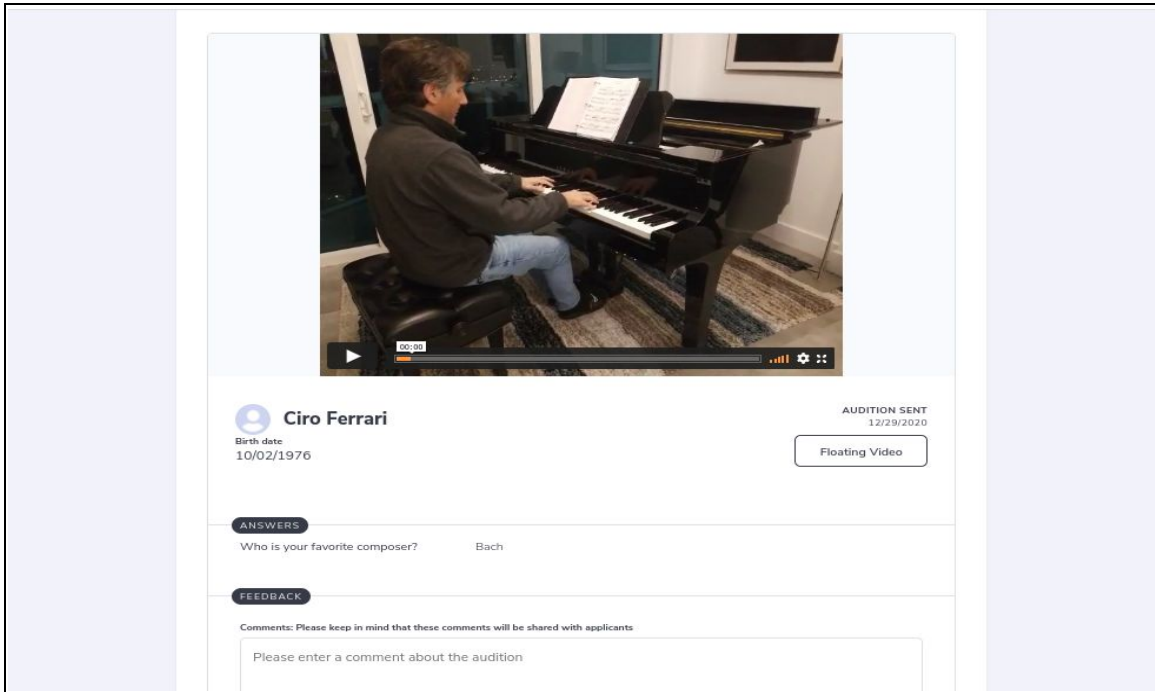 00:00
Ciro Ferrari
AUDITION SENT
12/29/2020
Birth date
10/02/1976
Floating Video
ANSWERS
Who is your favorite composer? Bach
FEEDBACK
Comments: Please keep in mind that these comments will be shared with applicants
Please enter a comment about the audition